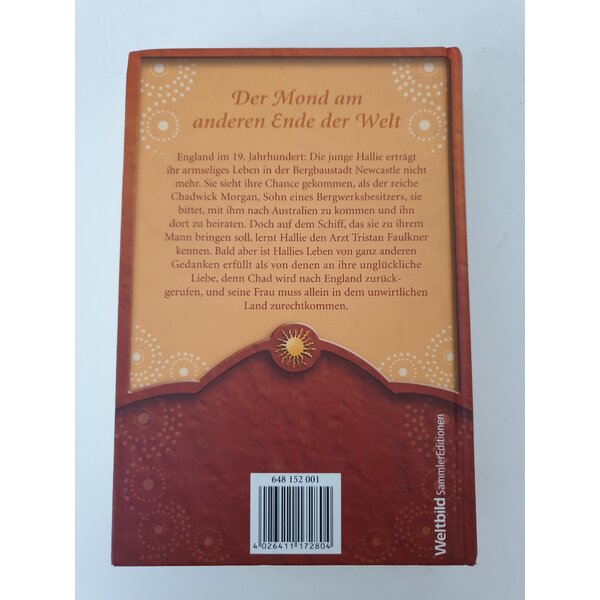 Der Mond am
anderen Ende der Welt
England im 19. Jahrhundert: Die junge Hallie erträgt
ihr armseliges Leben in der Bergbaustadt Newcastle nicht
mehr. Sie sieht ihre Chance gekommen, als der reiche
Chadwick Morgan, Sohn eines Bergwerksbesitzers, sie
bittet, mit ihm nach Australien zu kommen und ihn
dort zu heiraten. Doch auf dem Schiff, das sie zu ihrem
Mann bringen soll, lernt Hallie den Arzt Tristan Faulkner
kennen. Bald aber ist Hallies Leben von ganz anderen
Gedanken erfüllt als von denen an ihre unglückliche
Liebe, denn Chad wird nach England zurück-
gerufen, und seine Frau muss allein in dem unwirtlichen
Land zurechtkommen.
648 152 001
4 026411 172804
Weltbild SammlerEditionen